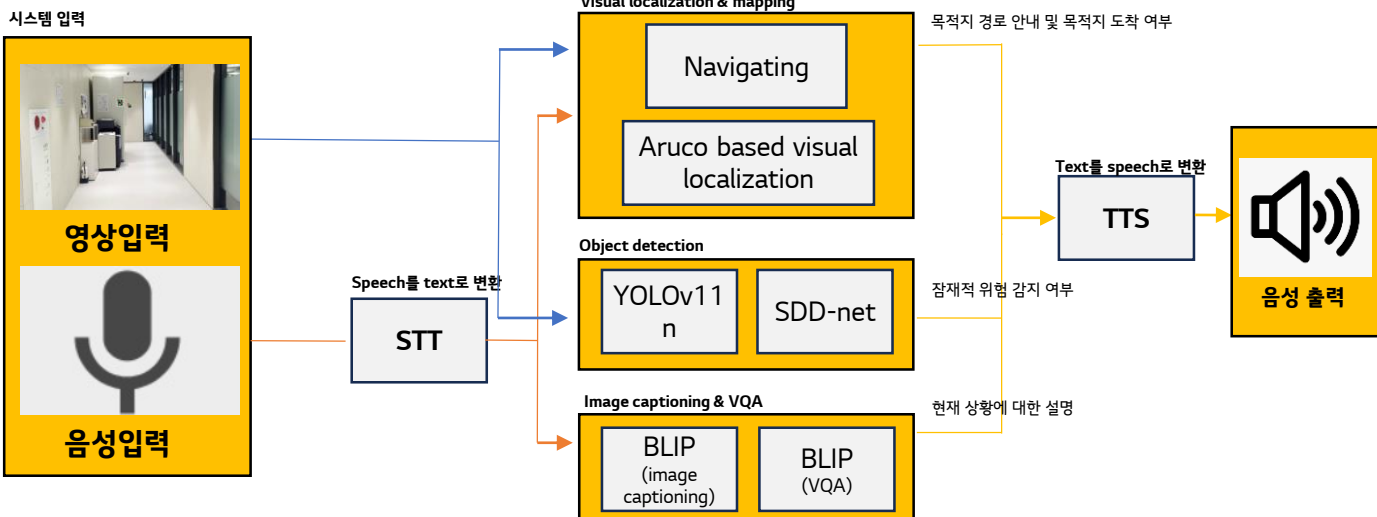 시스템 입력
영상입력
음성입력
Speech를 text로 변환
STT
Visual localization & mapping
Navigating
Aruco based visual
localization
Object detection
YOLOv11
n
SDD-net
Image captioning & VQA
BLIP
(image
captioning)
BLIP
(VQA)
목적지 경로 안내 및 목적지 도착 여부
잠재적 위험 감지 여부
현재 상황에 대한 설명
Text를 speech로 변환
TTS
음성 출력